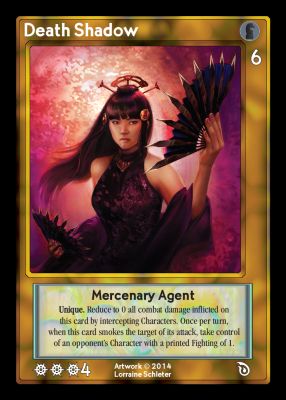 Death Shadow
6
Mercenary Agent
Unique. Reduce to 0 all combat damage inflicted on
this card by intercepting Characters. Once per turn,
when this card smokes the target of its attack, take control
of an opponent's Character with a printed Fighting of 1.
4
Artwork © 2014
Lorraine Schleter